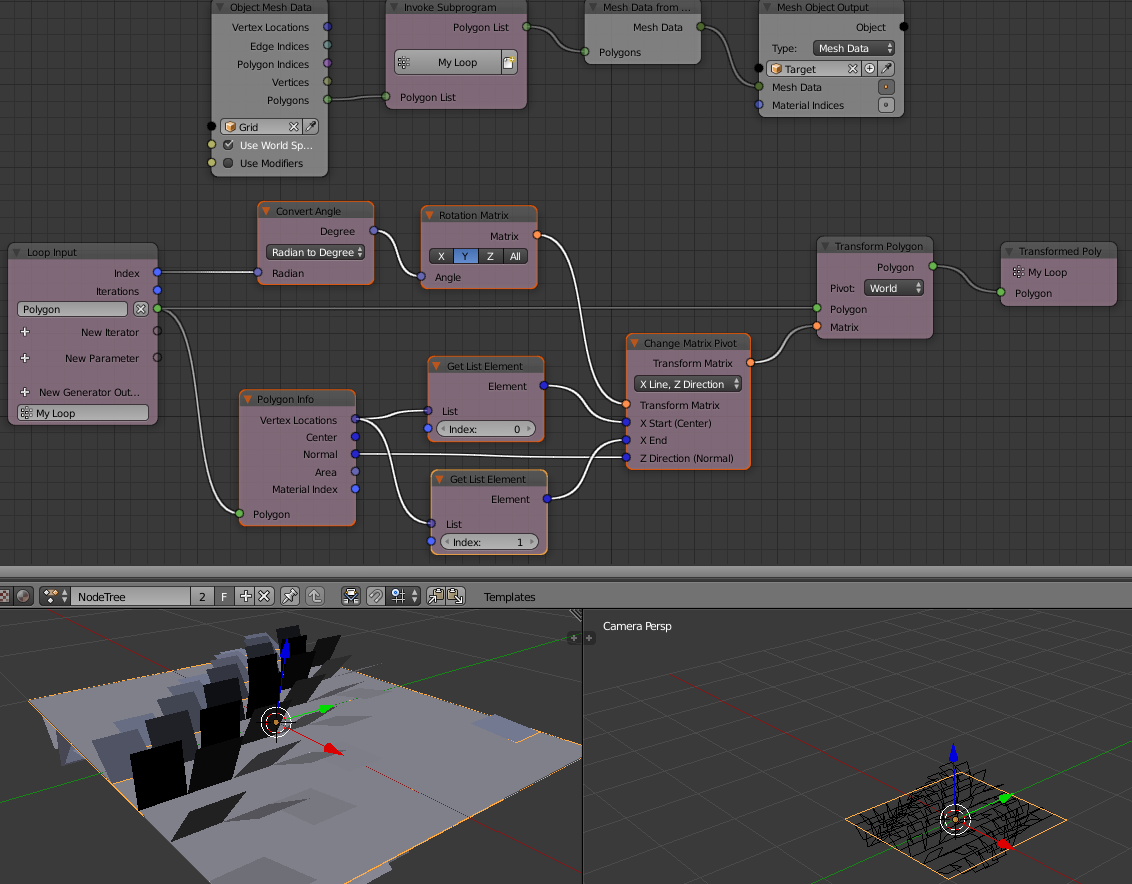 Object Mesh Data
Vertex Locations
Edge Indices
Polygon Indices
Vertices
Polygons
Grid
Use World Sp...
Use Modifiers
Invoke Subprogram
Polygon List
My Loop
Polygon List
Mesh Data from ...
Mesh Data
Polygons
Mesh Object Output
Object
Type: Mesh Data
Target
Mesh Data
Material Indices
Loop Input
Index
Iterations
Polygon
New Iterator
New Parameter
New Generator Out...
My Loop
Convert Angle
Degree
Radian to Degree
Radian
Rotation Matrix
Matrix
X Y Z All
Angle
Polygon Info
Vertex Locations
Center
Normal
Area
Material Index
Polygon
Get List Element
Element
List
Index: 0
Get List Element
Element
List
Index: 1
Change Matrix Pivot
Transform Matrix
X Line, Z Direction
Transform Matrix
X Start (Center)
X End
Z Direction (Normal)
Transform Polygon
Polygon
Pivot: World
Polygon
Matrix
Transformed Poly
My Loop
Polygon
NodeTree 2 F Templates
Camera Persp